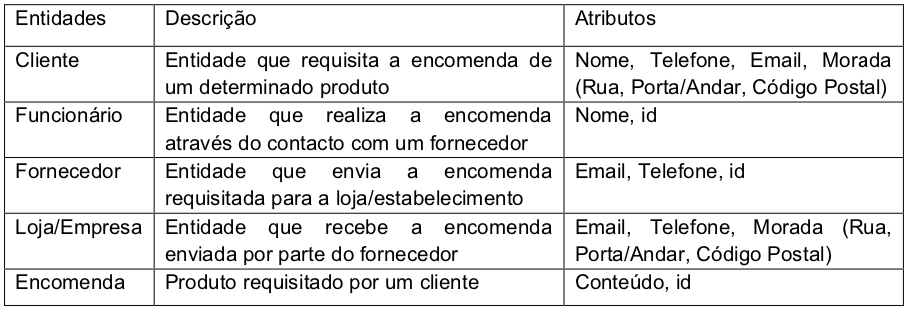 Entidades Descrição Atributos
Cliente Entidade que requisita a encomenda de Nome, Telefone, Email, Morada
um determinado produto (Rua, Porta/Andar, Código Postal)
Funcionário Entidade que realiza a encomenda Nome, id
através do contacto com um fornecedor
Fornecedor Entidade que envia a encomenda Email, Telefone, id
requisitada para a loja/estabelecimento
Loja/Empresa Entidade que recebe a encomenda Email, Telefone, Morada (Rua,
enviada por parte do fornecedor Porta/Andar, Código Postal)
Encomenda Produto requisitado por um cliente Conteúdo, id